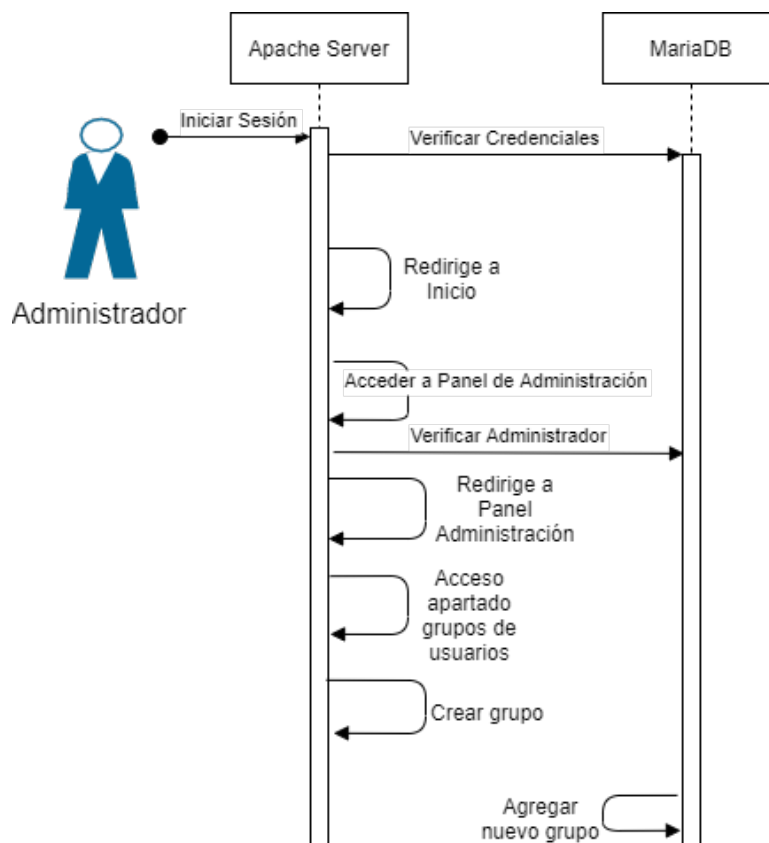 Apache Server
MariaDB
Iniciar Sesión
Verificar Credenciales
Administrador
Redirige a
Inicio
Acceder a Panel de Administración
Verificar Administrador
Redirige a
Panel
Administración
Acceso
apartado
grupos de
usuarios
Crear grupo
Agregar
nuevo grupo